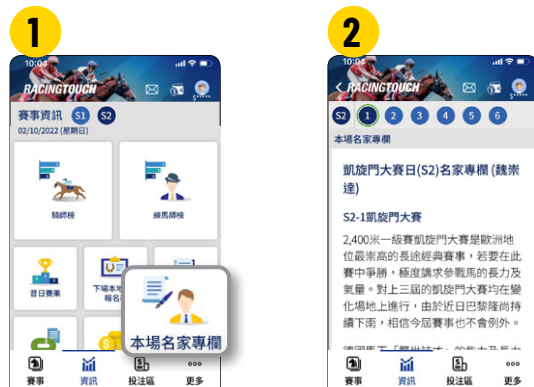 1
10:03
RACINGTOUCH
賽事資訊 S1 S2
02/10/2022 (星期日)
騎師榜
練馬師榜
昔日賽果
下場本地
報名
本場名家專欄
賽事
資訊
投注區
更多
2
10:03
RACINGTOUCH
S2 1 2 3 4 5 6
本場名家專欄
凱旋門大賽日(S2)名家專欄 (魏崇
達)
S2-1凱旋門大賽
2,400米一級賽凱旋門大賽是歐洲地
位最崇高的長途經典賽事，若要在此
賽中爭勝，極度講求參戰馬的長力及
氣量。對上三屆的凱旋門大賽均在變
化場地上進行，由於近日巴黎隆尚持
續下雨，相信今屆賽事也不會例外。
賽事
資訊
投注區
更多